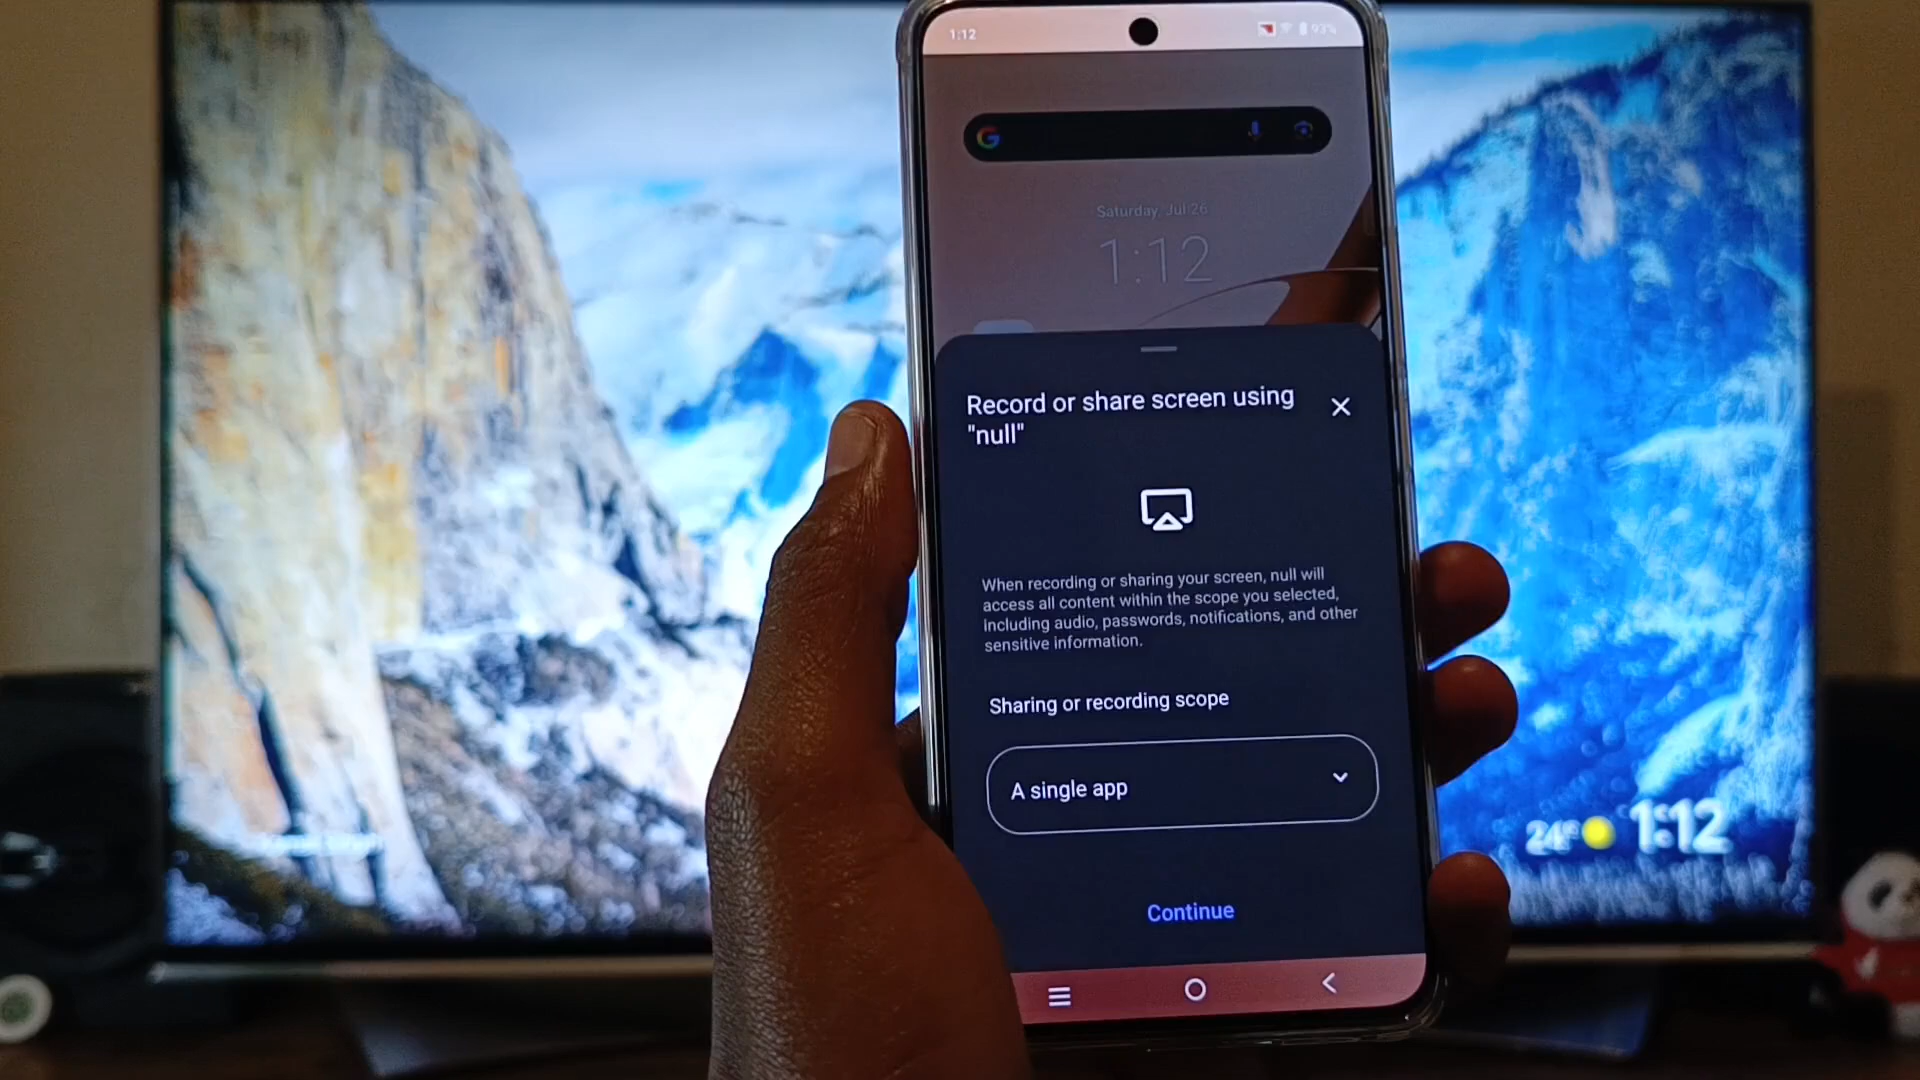 1:12
93%
Saturday, Jul 26
1:12
Record or share screen using
"null"
When recording or sharing your screen, null will
access all content within the scope you selected,
including audio, passwords, notifications, and other
sensitive information.
Sharing or recording scope
A single app
Continue
24°
1:12